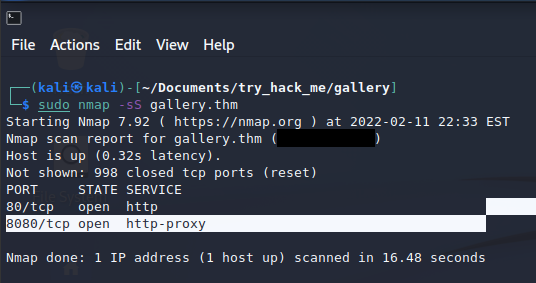 File Actions Edit View Help
┌──(kali㉿kali)-[~/Documents/try_hack_me/gallery]
└─$ sudo nmap -sS gallery.thm
Starting Nmap 7.92 ( https://nmap.org ) at 2022-02-11 22:33 EST
Nmap scan report for gallery.thm ( )
Host is up (0.32s latency).
Not shown: 998 closed tcp ports (reset)
PORT     STATE SERVICE
80/tcp   open  http
8080/tcp open  http-proxy
Nmap done: 1 IP address (1 host up) scanned in 16.48 seconds